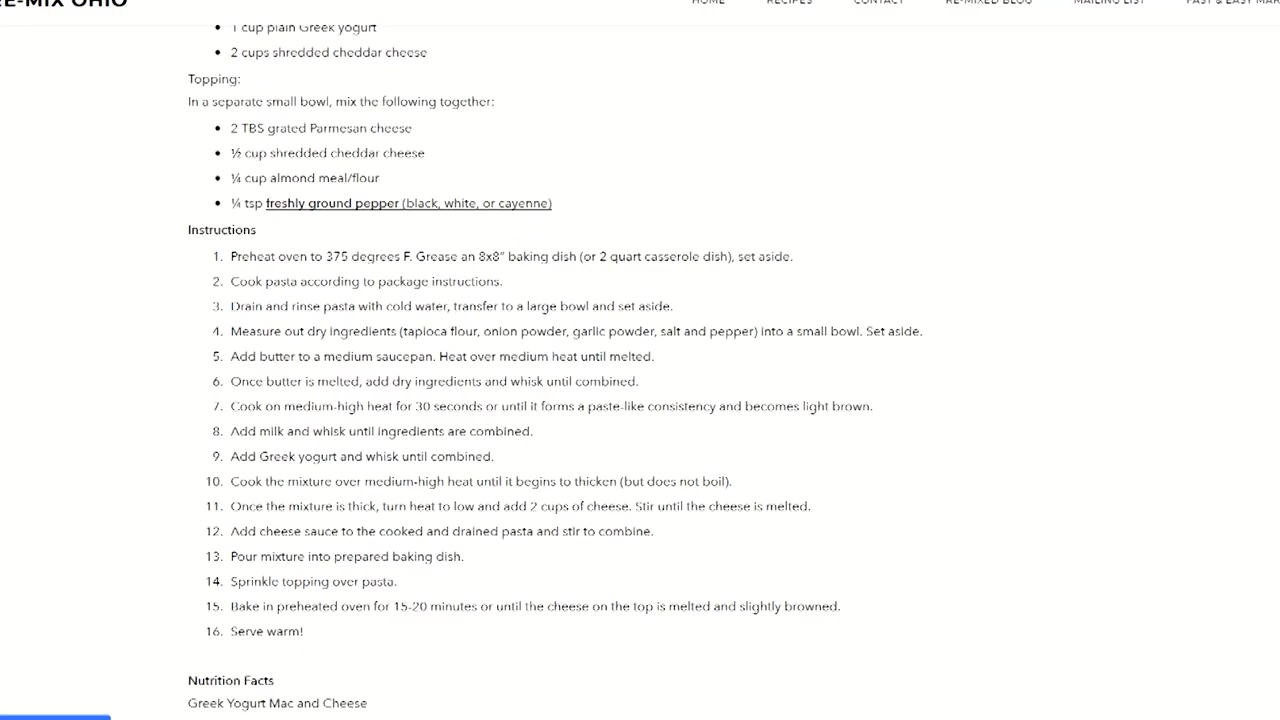 RE-MIX OHIO
HOME RECIPES CONTACT RE-MIXED BLOG MAILING LIST FAST & EASY
1 cup plain Greek yogurt
2 cups shredded cheddar cheese
Topping:
In a separate small bowl, mix the following together:
2 TBS grated Parmesan cheese
½ cup shredded cheddar cheese
¼ cup almond meal/flour
¼ tsp freshly ground pepper (black, white, or cayenne)
Instructions
1. Preheat oven to 375 degrees F. Grease an 8x8" baking dish (or 2 quart casserole dish), set aside.
2. Cook pasta according to package instructions.
3. Drain and rinse pasta with cold water, transfer to a large bowl and set aside.
4. Measure out dry ingredients (tapioca flour, onion powder, garlic powder, salt and pepper) into a small bowl. Set aside.
5. Add butter to a medium saucepan. Heat over medium heat until melted.
6. Once butter is melted, add dry ingredients and whisk until combined.
7. Cook on medium-high heat for 30 seconds or until it forms a paste-like consistency and becomes light brown.
8. Add milk and whisk until ingredients are combined.
9. Add Greek yogurt and whisk until combined.
10. Cook the mixture over medium-high heat until it begins to thicken (but does not boil).
11. Once the mixture is thick, turn heat to low and add 2 cups of cheese. Stir until the cheese is melted.
12. Add cheese sauce to the cooked and drained pasta and stir to combine.
13. Pour mixture into prepared baking dish.
14. Sprinkle topping over pasta.
15. Bake in preheated oven for 15-20 minutes or until the cheese on the top is melted and slightly browned.
16. Serve warm!
Nutrition Facts
Greek Yogurt Mac and Cheese